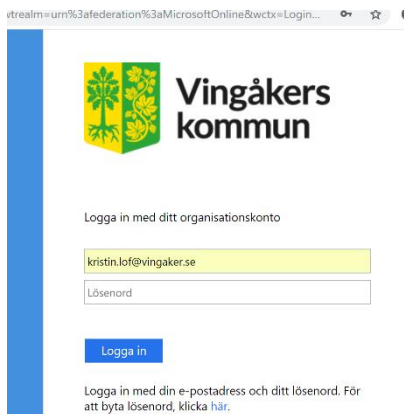 wtrealm=urn%3afederation%3aMicrosoftOnline&wctx=Login...
Vingåkers
kommun
Logga in med ditt organisationskonto
kristin.lof@vingaker.se
Lösenord
Logga in
Logga in med din e-postadress och ditt lösenord. För
att byta lösenord, klicka här.